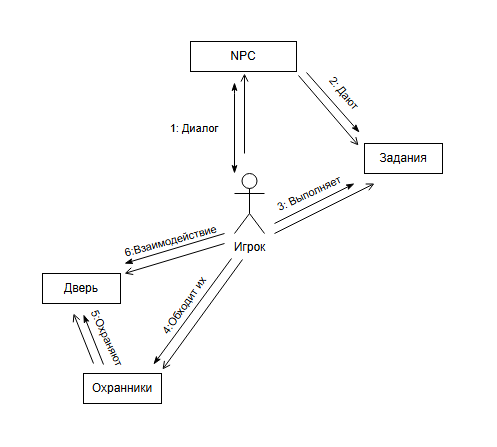 NPC
2: Дают
1: Диалог
Задания
3: Выполняет
Игрок
6:Взаимодействие
Дверь
4:Обходит их
5:Охраняют
Охранники